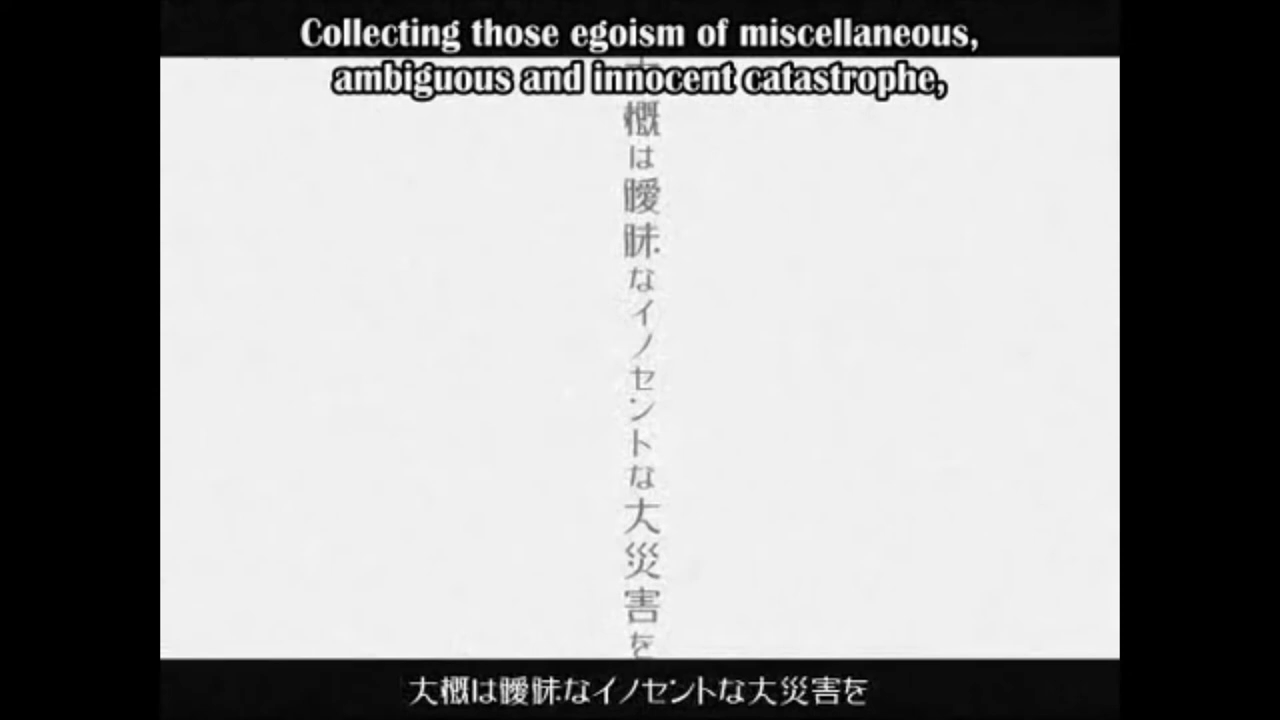 Collecting those egoism of miscellaneous,
ambiguous and innocent catastrophe,
大概は曖昧なイノセントな大災害を
大概は曖昧なイノセントな大災害を